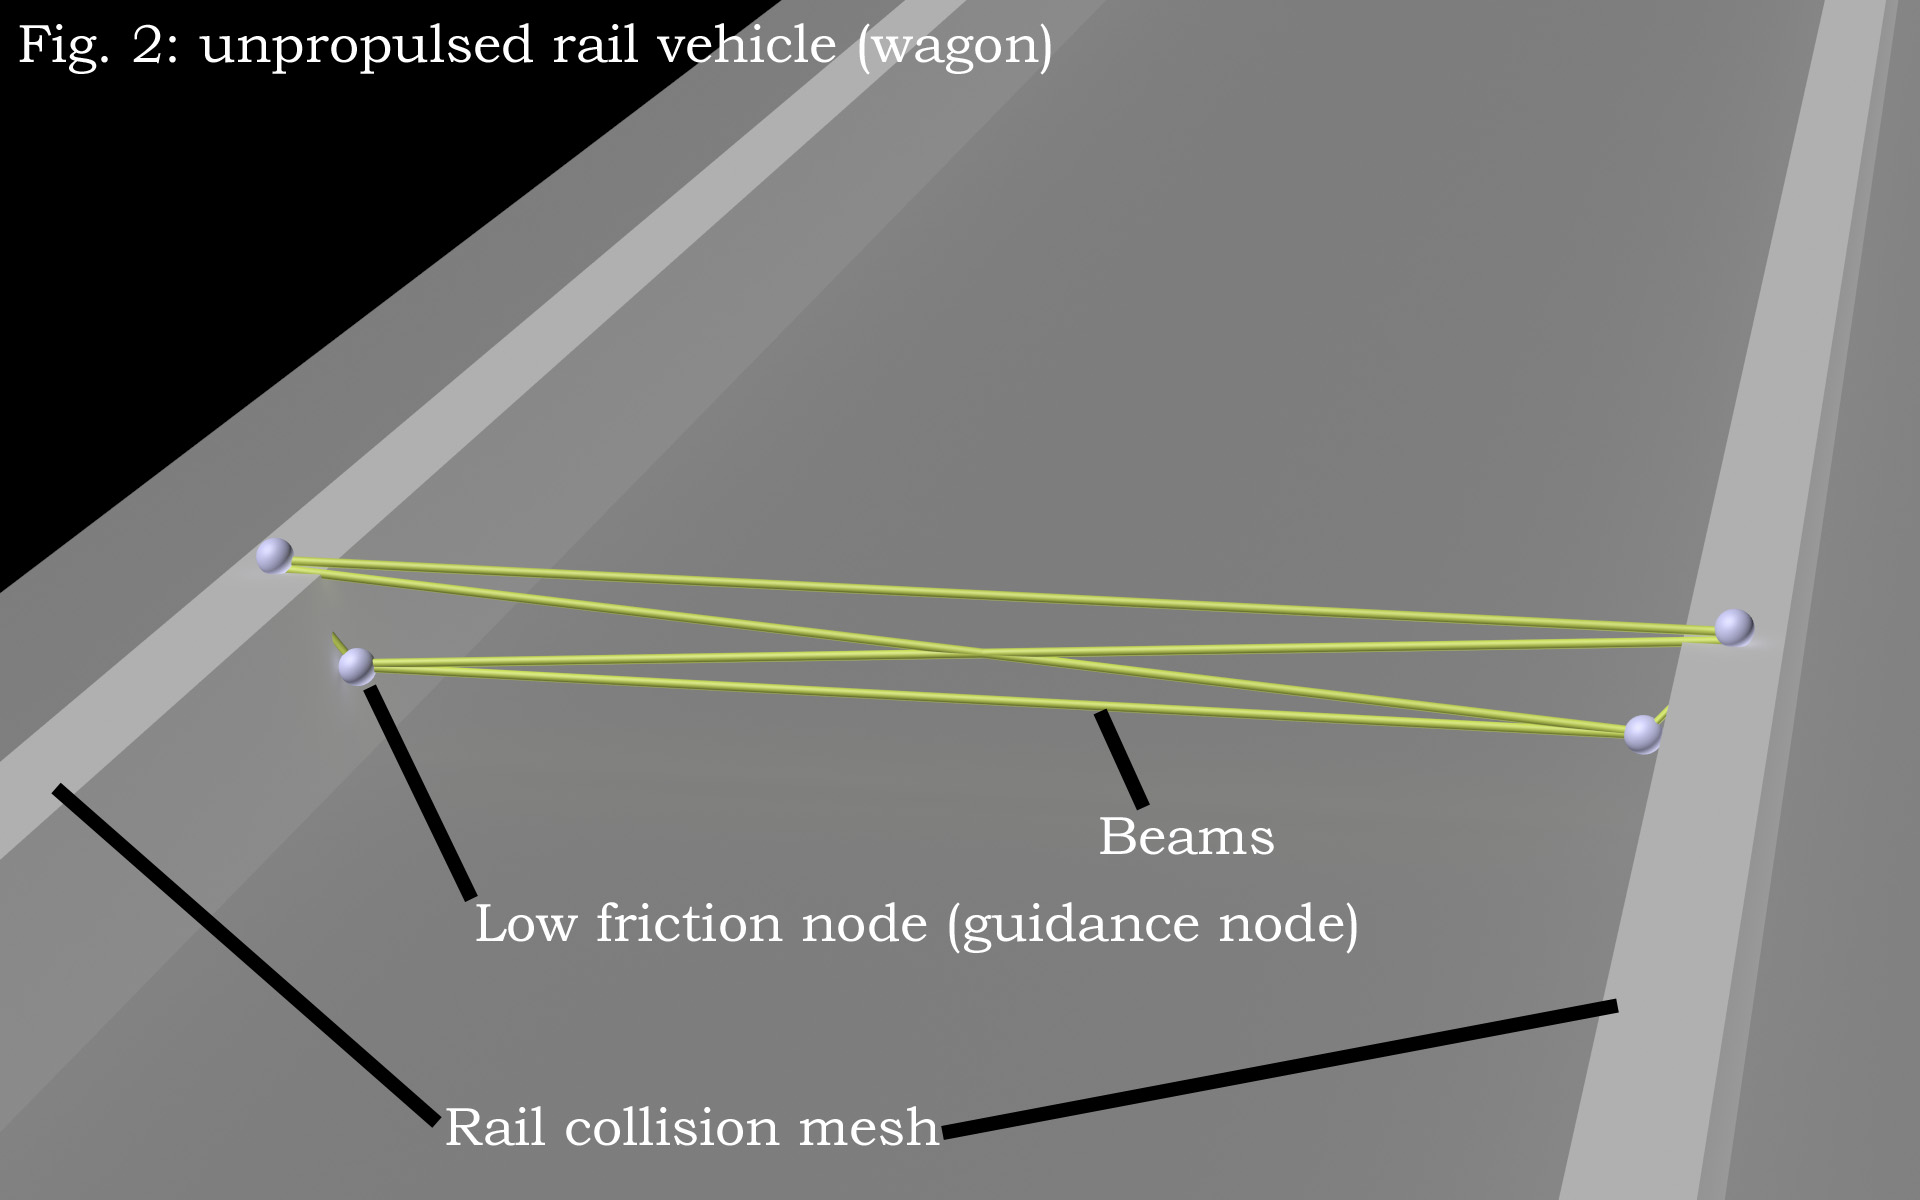 Fig. 2: unpropulsed rail vehicle (wagon)
Beams
Low friction node (guidance node)
Rail collision mesh